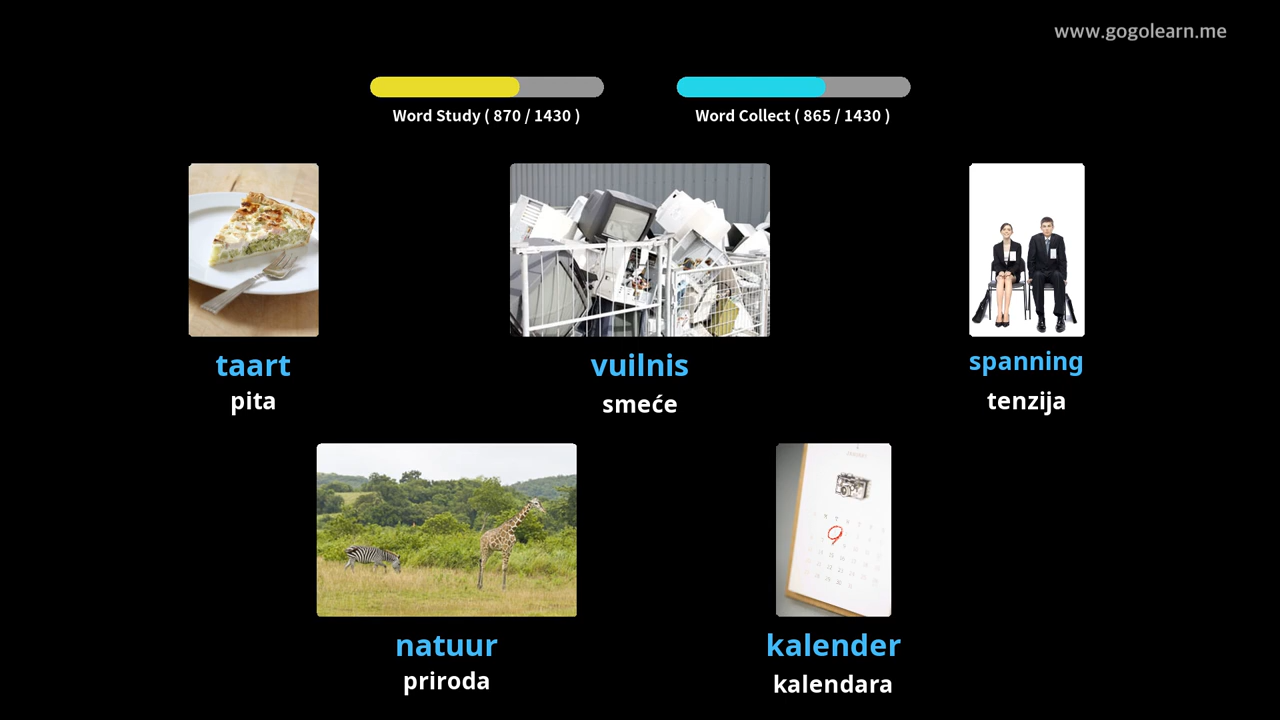 www.gogolearn.me
Word Study ( 870 / 1430 )
Word Collect ( 865 / 1430 )
taart
pita
vuilnis
smeće
spanning
tenzija
natuur
priroda
kalender
kalendara